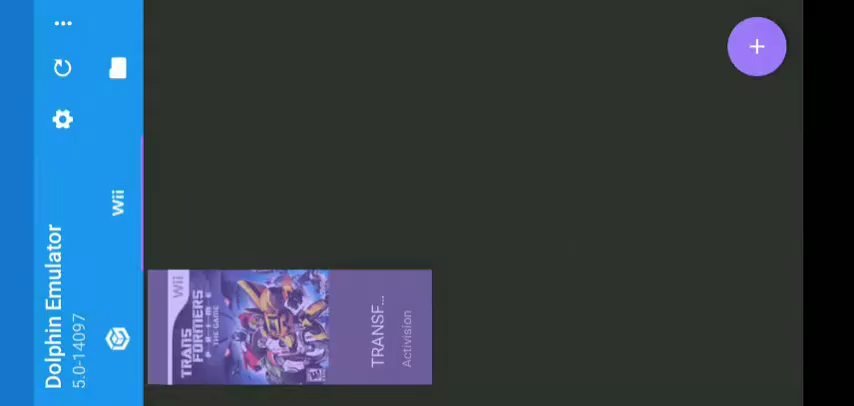 Dolphin Emulator
5.0-14097
Wii
Wii
TRANS
FORMERS
PRIME
THE GAME
TRANSF...
Activision